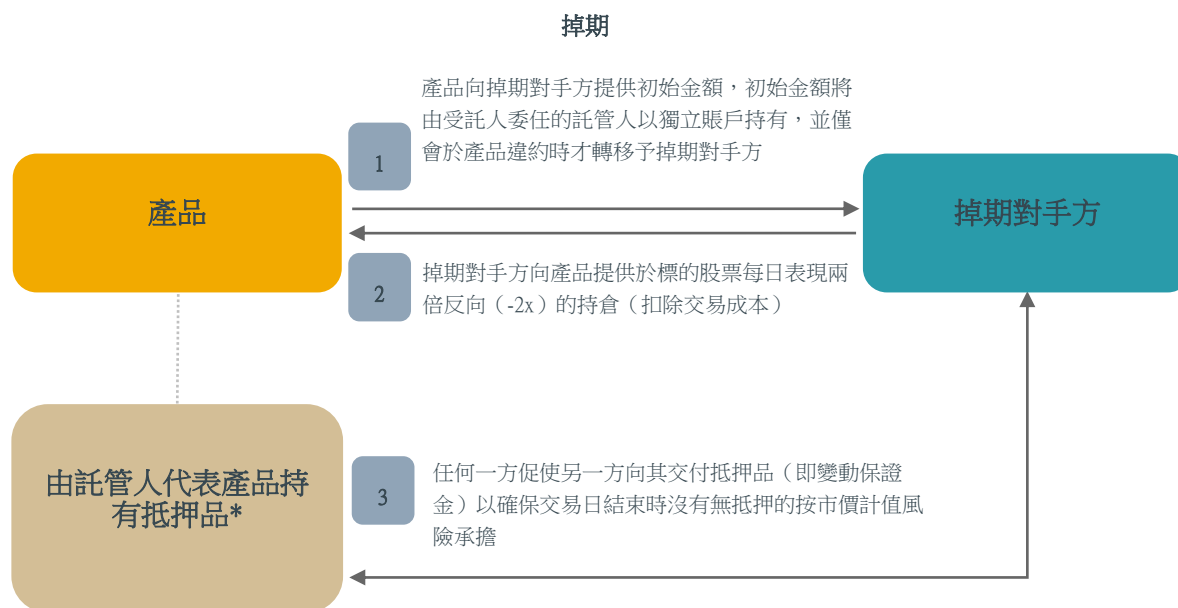 掉期
產品向掉期對手方提供初始金額，初始金額將
由受託人委任的託管人以獨立賬戶持有，並僅
會於產品違約時才轉移予掉期對手方
1
產品
掉期對手方
掉期對手方向產品提供於標的股票每日表現兩
倍反向（-2x）的持倉（扣除交易成本）
2
由託管人代表產品持
有抵押品*
3
任何一方促使另一方向其交付抵押品（即變動保證
金）以確保交易日結束時沒有無抵押的按市價計值風
險承擔